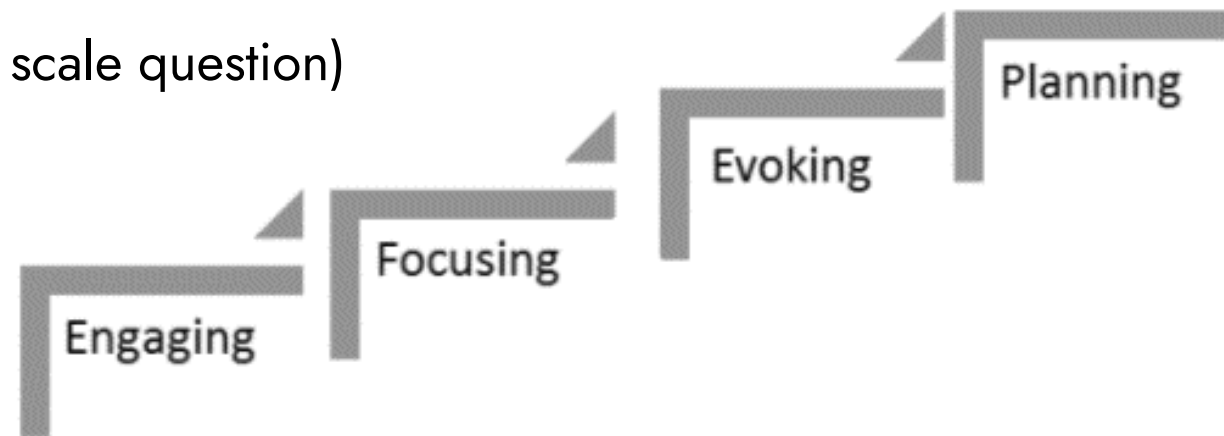 scale question)
Planning
Evoking
Focusing
Engaging